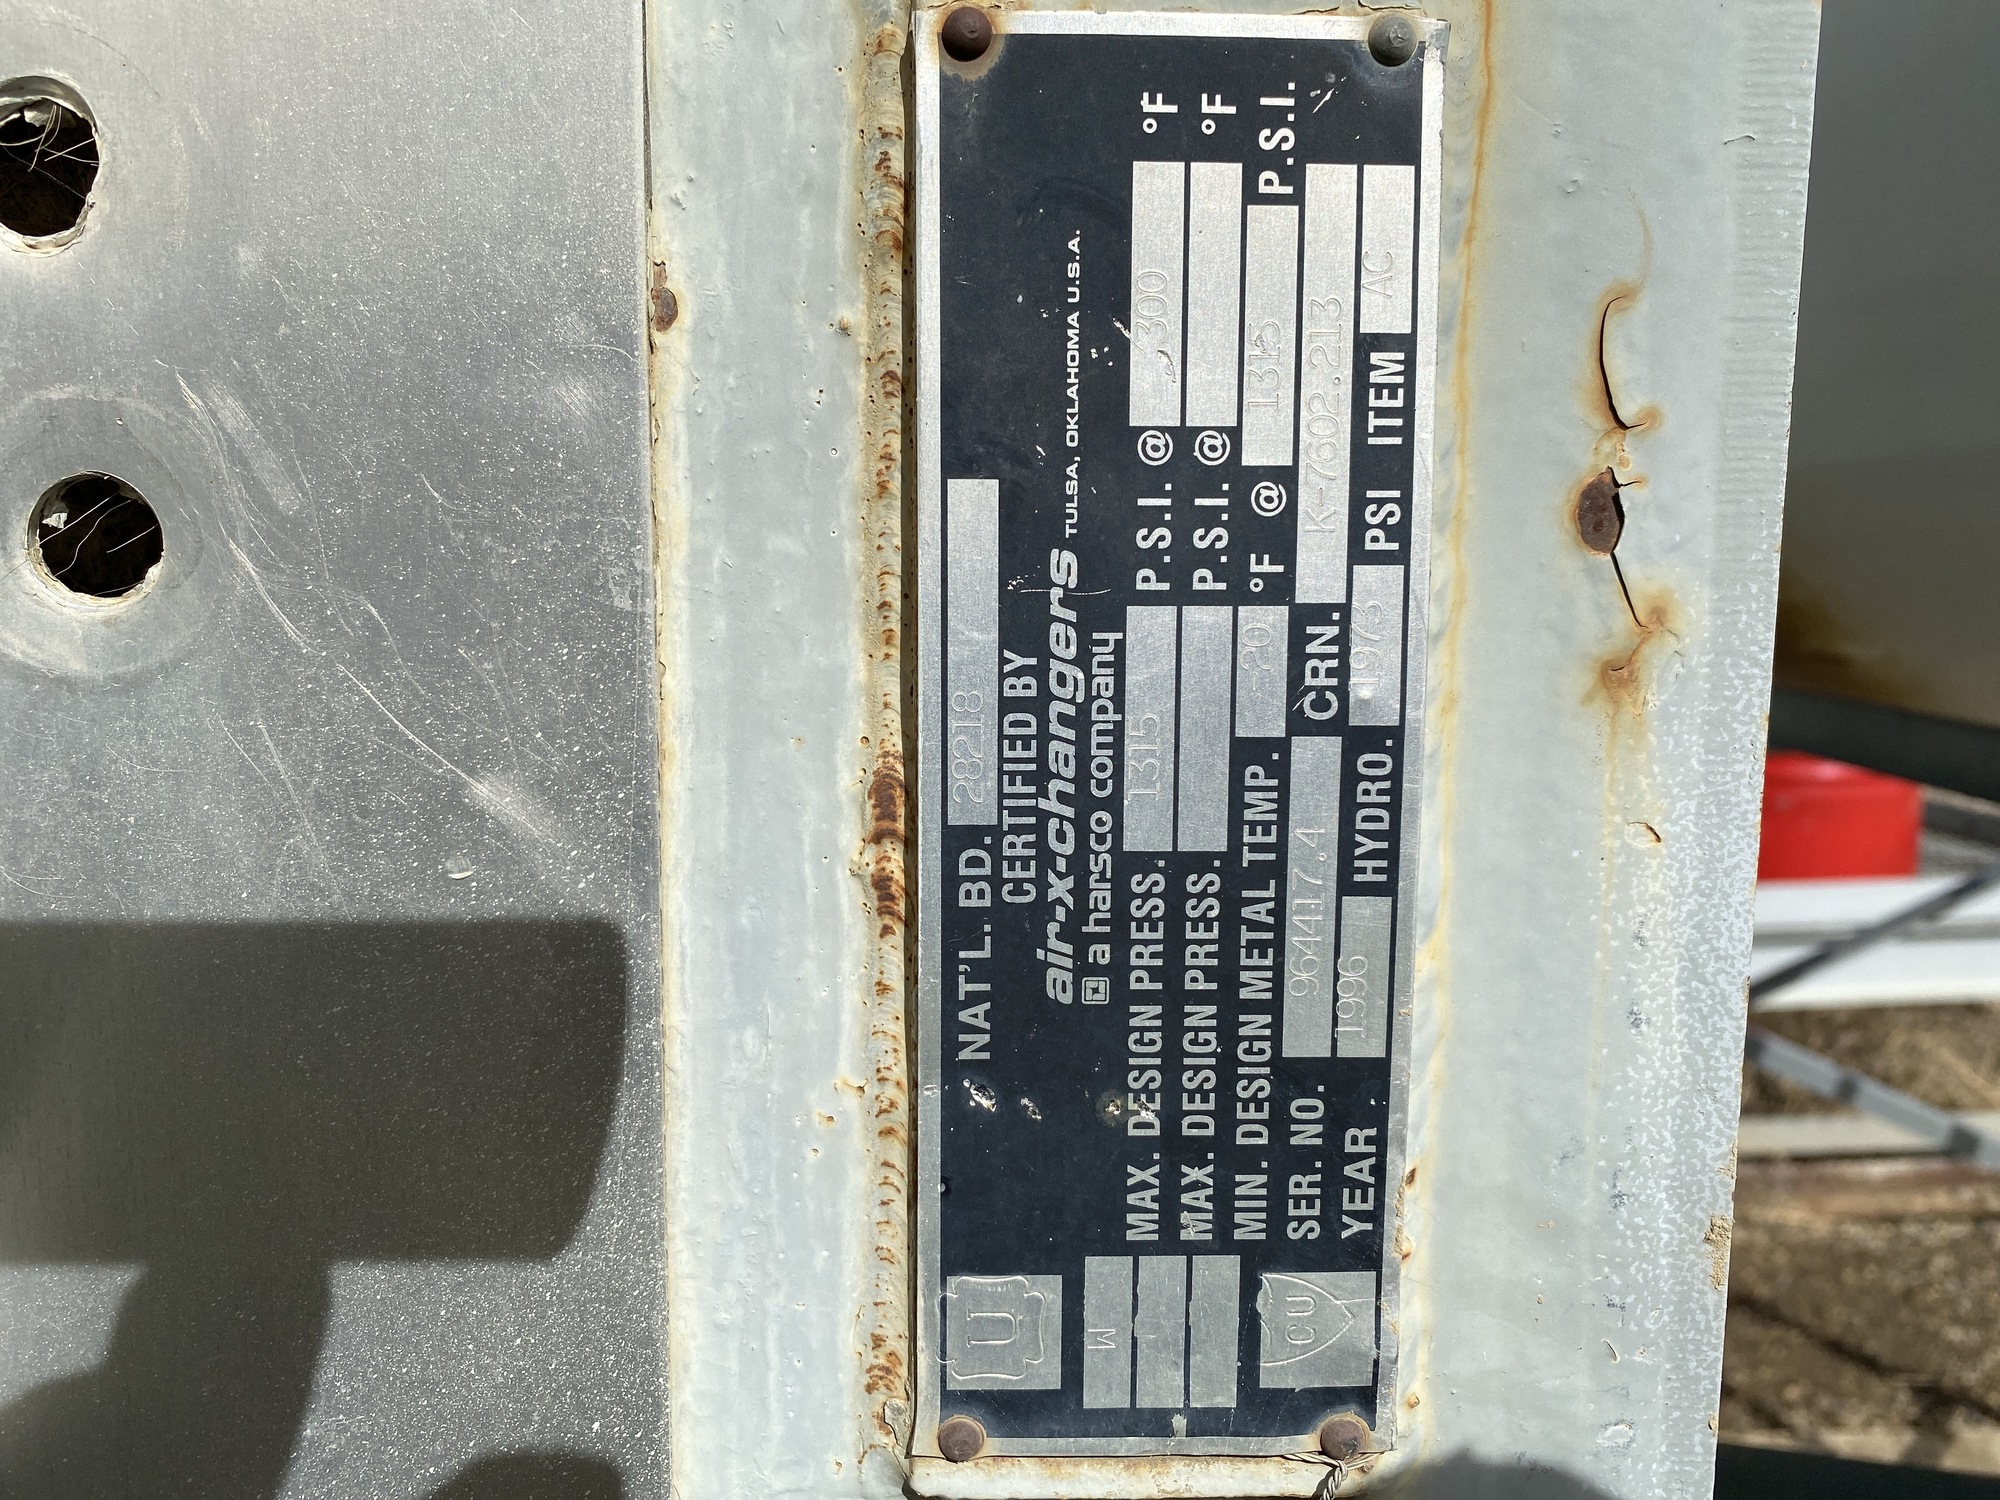 NAT'L. BD. 28218
CERTIFIED BY
air-x-changers TULSA, OKLAHOMA U.S.A.
a harsco company
U
M
MAX. DESIGN PRESS. 1315 P.S.I. @ 300 °F
MAX. DESIGN PRESS. P.S.I. @ °F
MIN. DESIGN METAL TEMP. -20 °F @ 1315 P.S.I.
SER. NO. 964417.4 CRN. K-7602.213
YEAR 1996 HYDRO. 1973 PSI ITEM AC
CU